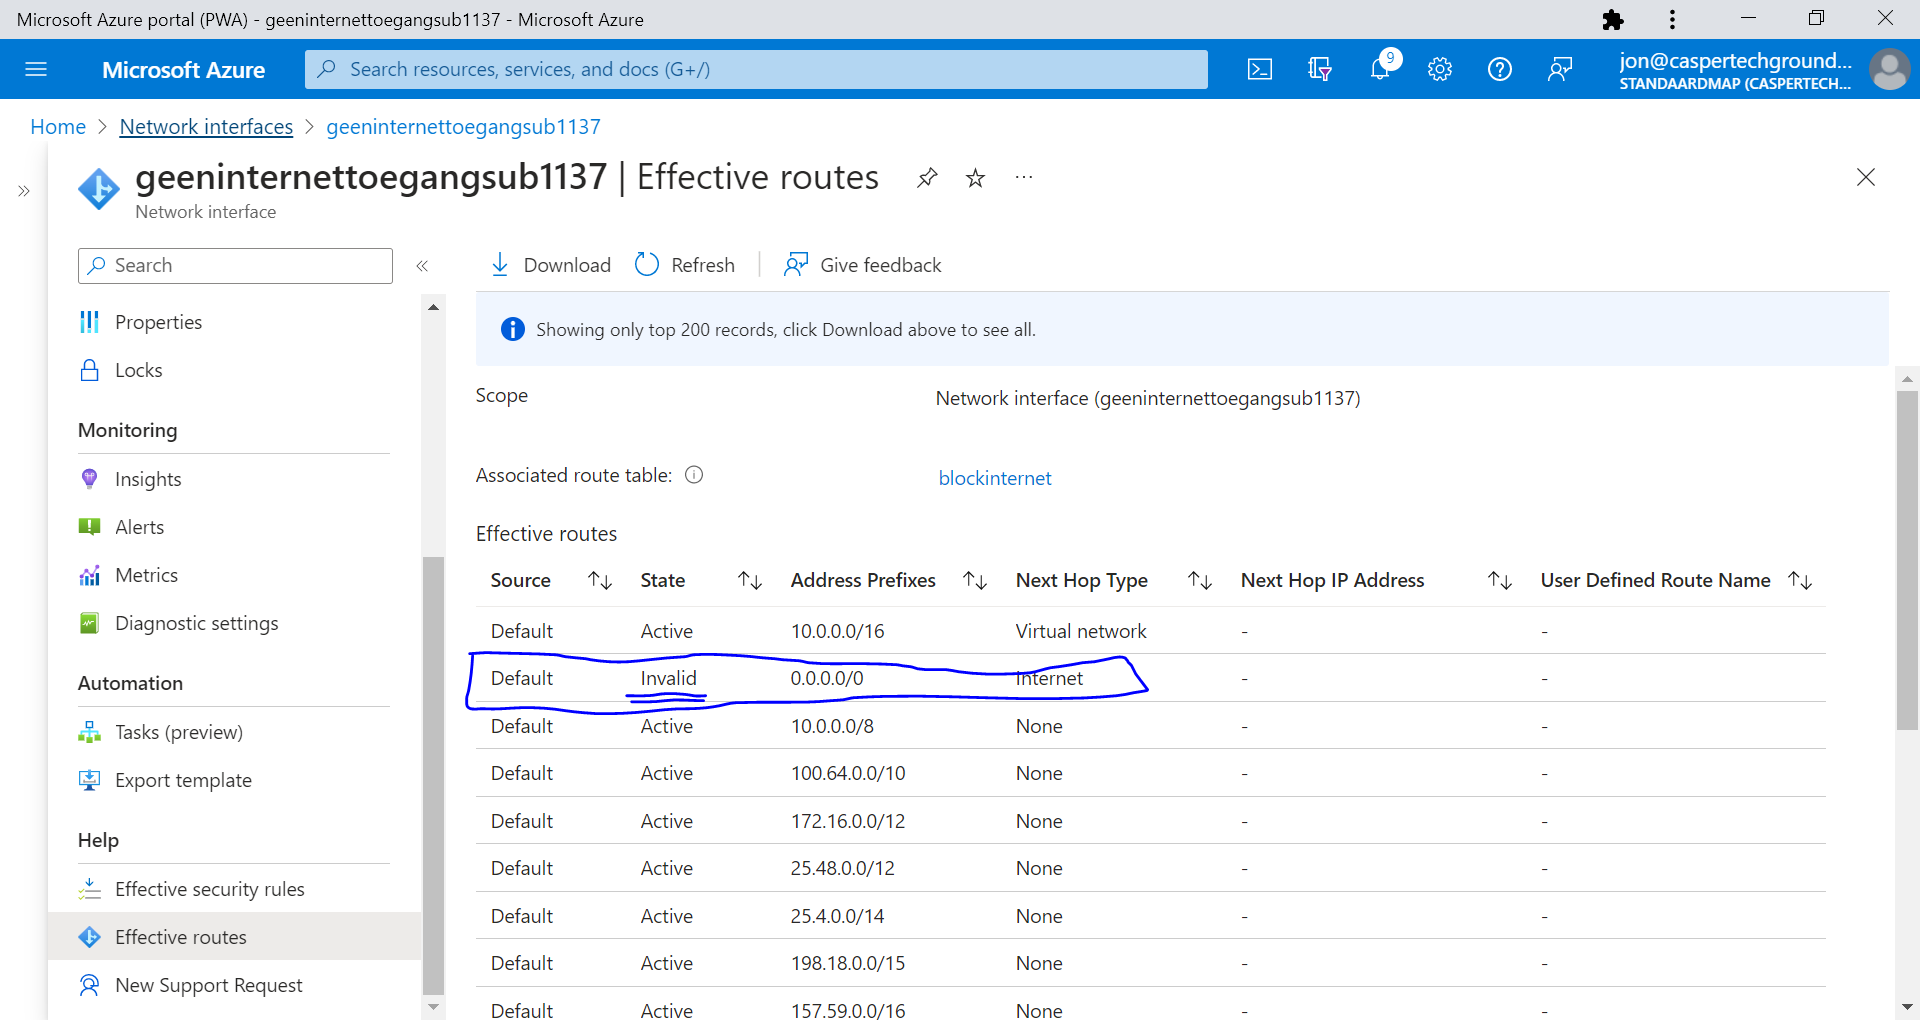 Microsoft Azure portal (PWA) - geeninternettoegangsub1137 - Microsoft Azure
Microsoft Azure
Search resources, services, and docs (G+/)
9
jon@caspertechground...
STANDAARDMAP (CASPERTECH...
Home > Network interfaces > geeninternettoegangsub1137
geeninternettoegangsub1137 | Effective routes
Network interface
Search
Properties
Locks
Monitoring
Insights
Alerts
Metrics
Diagnostic settings
Automation
Tasks (preview)
Export template
Help
Effective security rules
Effective routes
New Support Request
Download Refresh Give feedback
Showing only top 200 records, click Download above to see all.
Scope Network interface (geeninternettoegangsub1137)
Associated route table: blockinternet
Effective routes
Source State Address Prefixes Next Hop Type Next Hop IP Address User Defined Route Name
Default Active 10.0.0.0/16 Virtual network - -
Default Invalid 0.0.0.0/0 Internet - -
Default Active 10.0.0.0/8 None - -
Default Active 100.64.0.0/10 None - -
Default Active 172.16.0.0/12 None - -
Default Active 25.48.0.0/12 None - -
Default Active 25.4.0.0/14 None - -
Default Active 198.18.0.0/15 None - -
Default Active 157.59.0.0/16 None - -